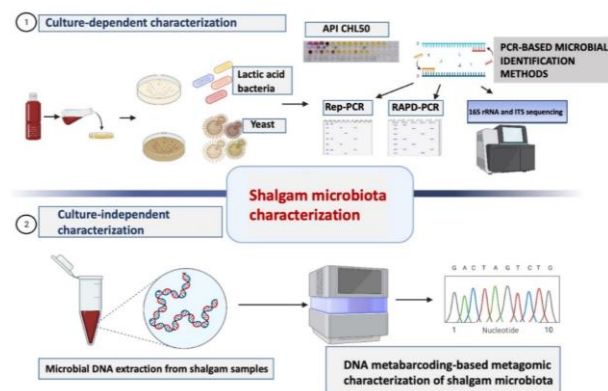 1 Culture-dependent characterization
API CHL50
PCR-BASED MICROBIAL
IDENTIFICATION
METHODS
Lactic acid
bacteria
Yeast
Rep-PCR
RAPD-PCR
16S rRNA and ITS sequencing
Shalgam microbiota
characterization
2 Culture-independent
characterization
G A C T A G T C T G
1 Nucleotide 10
Microbial DNA extraction from shalgam samples
DNA metabarcoding-based metagomic
characterization of shalgam microbiota